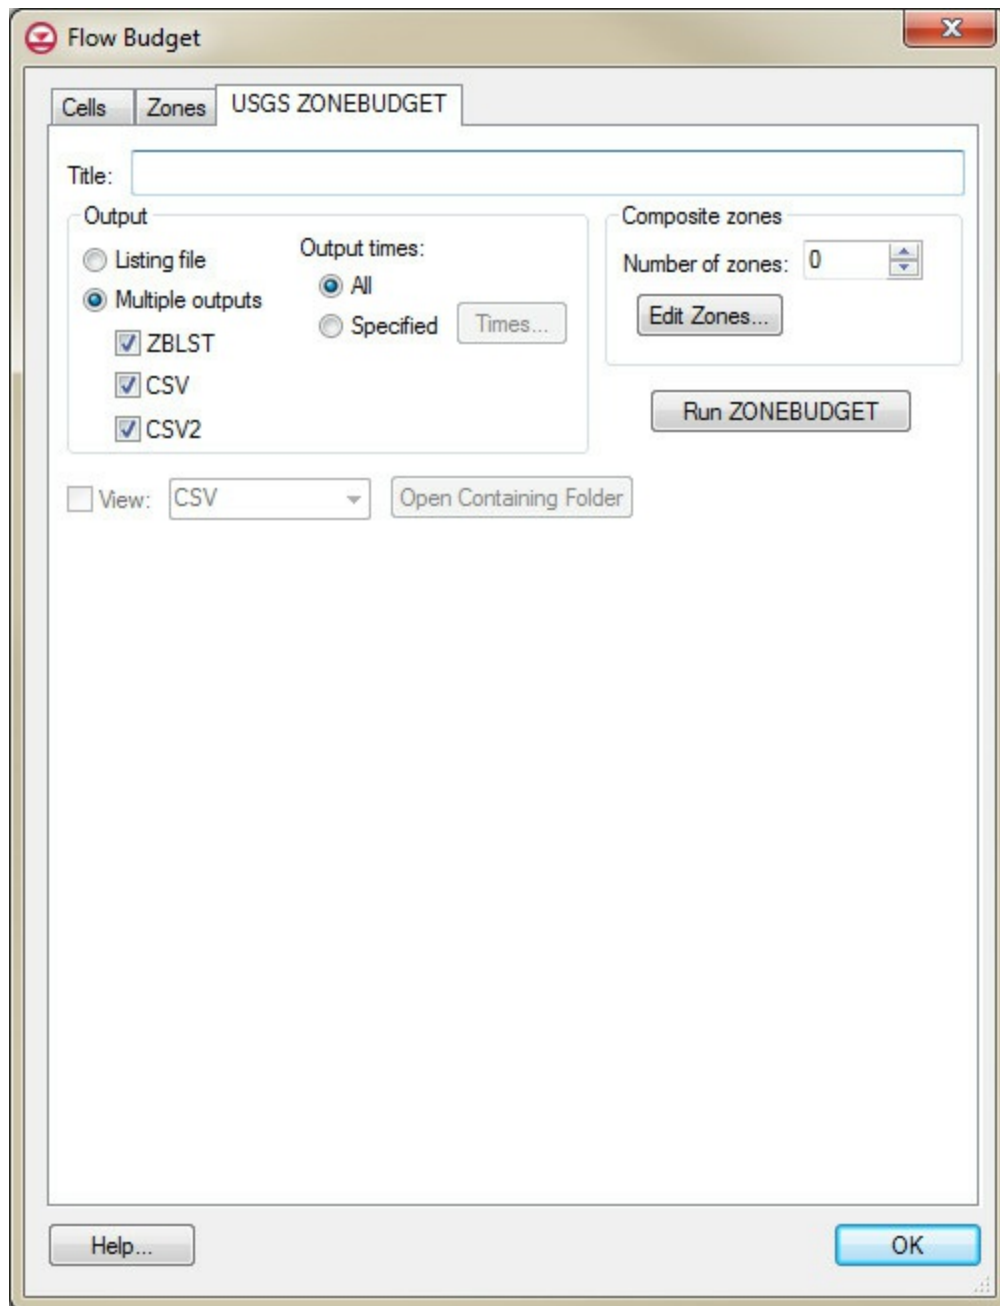 Flow Budget
Cells Zones USGS ZONEBUDGET
Title:
Output
Listing file
Multiple outputs
ZBLST
CSV
CSV2
Output times:
All
Specified Times...
Composite zones
Number of zones: 0
Edit Zones...
Run ZONEBUDGET
View: CSV Open Containing Folder
Help... OK